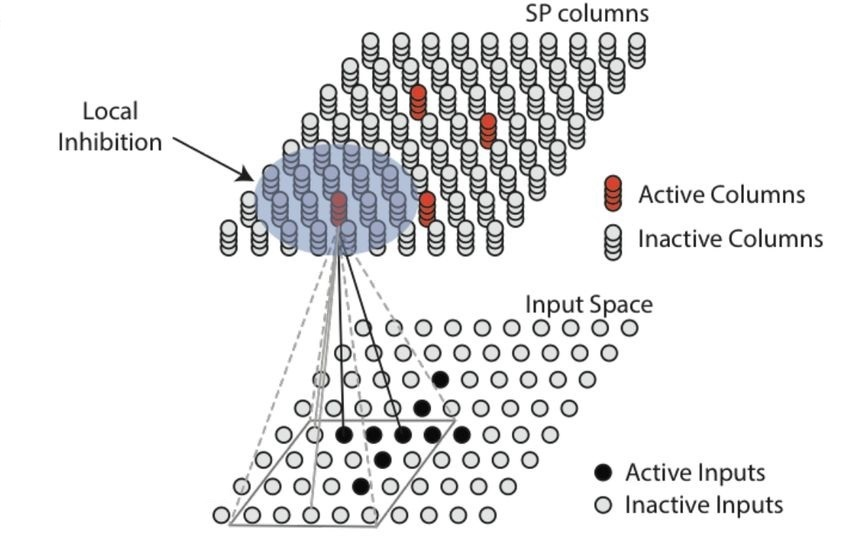 SP columns
Local
Inhibition
Active Columns
Inactive Columns
Input Space
Active Inputs
Inactive Inputs